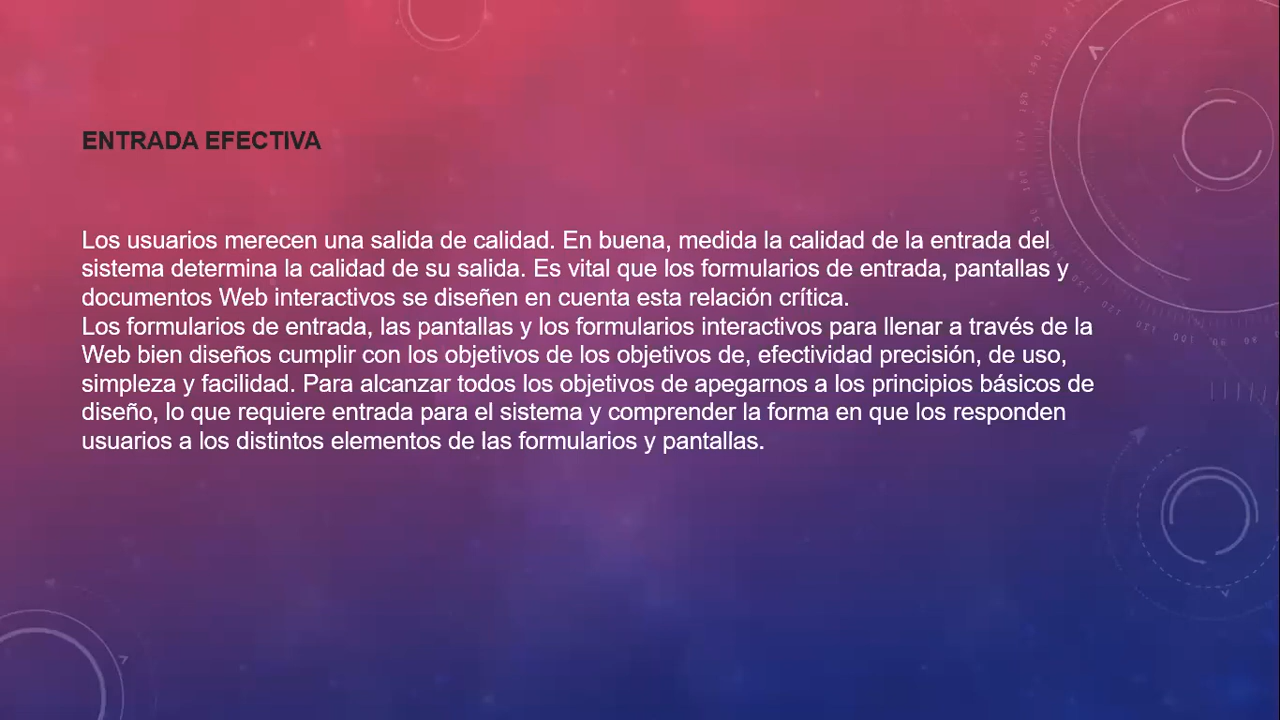 ENTRADA EFECTIVA
Los usuarios merecen una salida de calidad. En buena, medida la calidad de la entrada del
sistema determina la calidad de su salida. Es vital que los formularios de entrada, pantallas y
documentos Web interactivos se diseñen en cuenta esta relación crítica.
Los formularios de entrada, las pantallas y los formularios interactivos para llenar a través de la
Web bien diseños cumplir con los objetivos de los objetivos de, efectividad precisión, de uso,
simpleza y facilidad. Para alcanzar todos los objetivos de apegarnos a los principios básicos de
diseño, lo que requiere entrada para el sistema y comprender la forma en que los responden
usuarios a los distintos elementos de las formularios y pantallas.